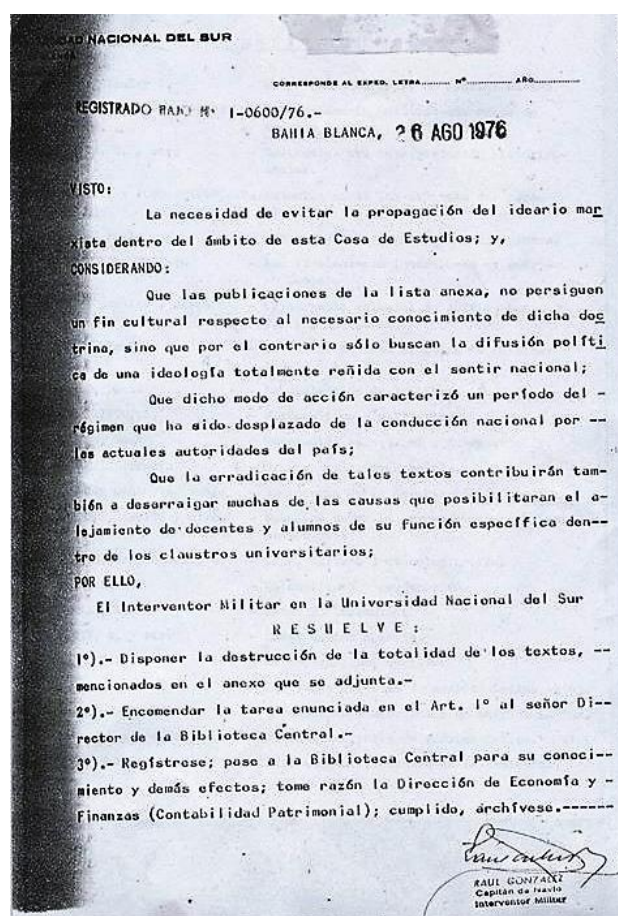 DAD NACIONAL DEL SUR
CORRESPONDE AL EXPED. LETRA.......... Nº.............. AÑO..............
REGISTRADO BAJO Nº I-0600/76.-
BAHIA BLANCA, 26 AGO 1976
VISTO:
La necesidad de evitar la propagación del ideario mar
xista dentro del ámbito de esta Casa de Estudios; y,
CONSIDERANDO:
Que las publicaciones de la lista anexa, no persiguen
un fin cultural respecto al necesario conocimiento de dicha doc
trina, sino que por el contrario sólo buscan la difusión políti
ca de una ideología totalmente reñida con el sentir nacional;
Que dicho modo de acción caracterizó un período del -
régimen que ha sido desplazado de la conducción nacional por --
las actuales autoridades del país;
Que la erradicación de tales textos contribuirán tam-
bién a desarraigar muchas de las causas que posibilitaran el a-
lejamiento de docentes y alumnos de su función específica den--
tro de los claustros universitarios;
POR ELLO,
El Interventor Militar en la Universidad Nacional del Sur
R E S U E L V E :
1º).- Disponer la destrucción de la totalidad de los textos, --
mencionados en el anexo que se adjunta.-
2º).- Encomendar la tarea enunciada en el Art. 1º al señor Di--
rector de la Biblioteca Central.-
3º).- Regístrese; pase a la Biblioteca Central para su conoci--
miento y demás efectos; tome razón la Dirección de Economía y -
Finanzas (Contabilidad Patrimonial); cumplido, archívese.------
RAUL GONZALEZ
Capitán de Navío
Interventor Militar